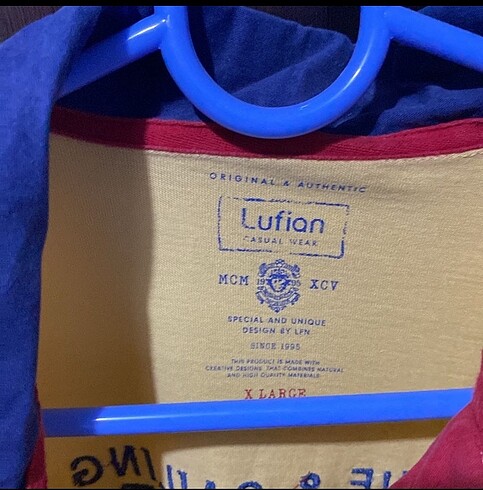 ORIGINAL & AUTHENTIC
Lufian
CASUAL WEAR
MCM 1995 XCV
SPECIAL AND UNIQUE
DESIGN BY LFN
SINCE 1995
THIS PRODUCT IS MADE WITH
CREATIVE DESIGNS THAT COMBINES NATURAL
AND HIGH QUALITY MATERIALS
X LARGE